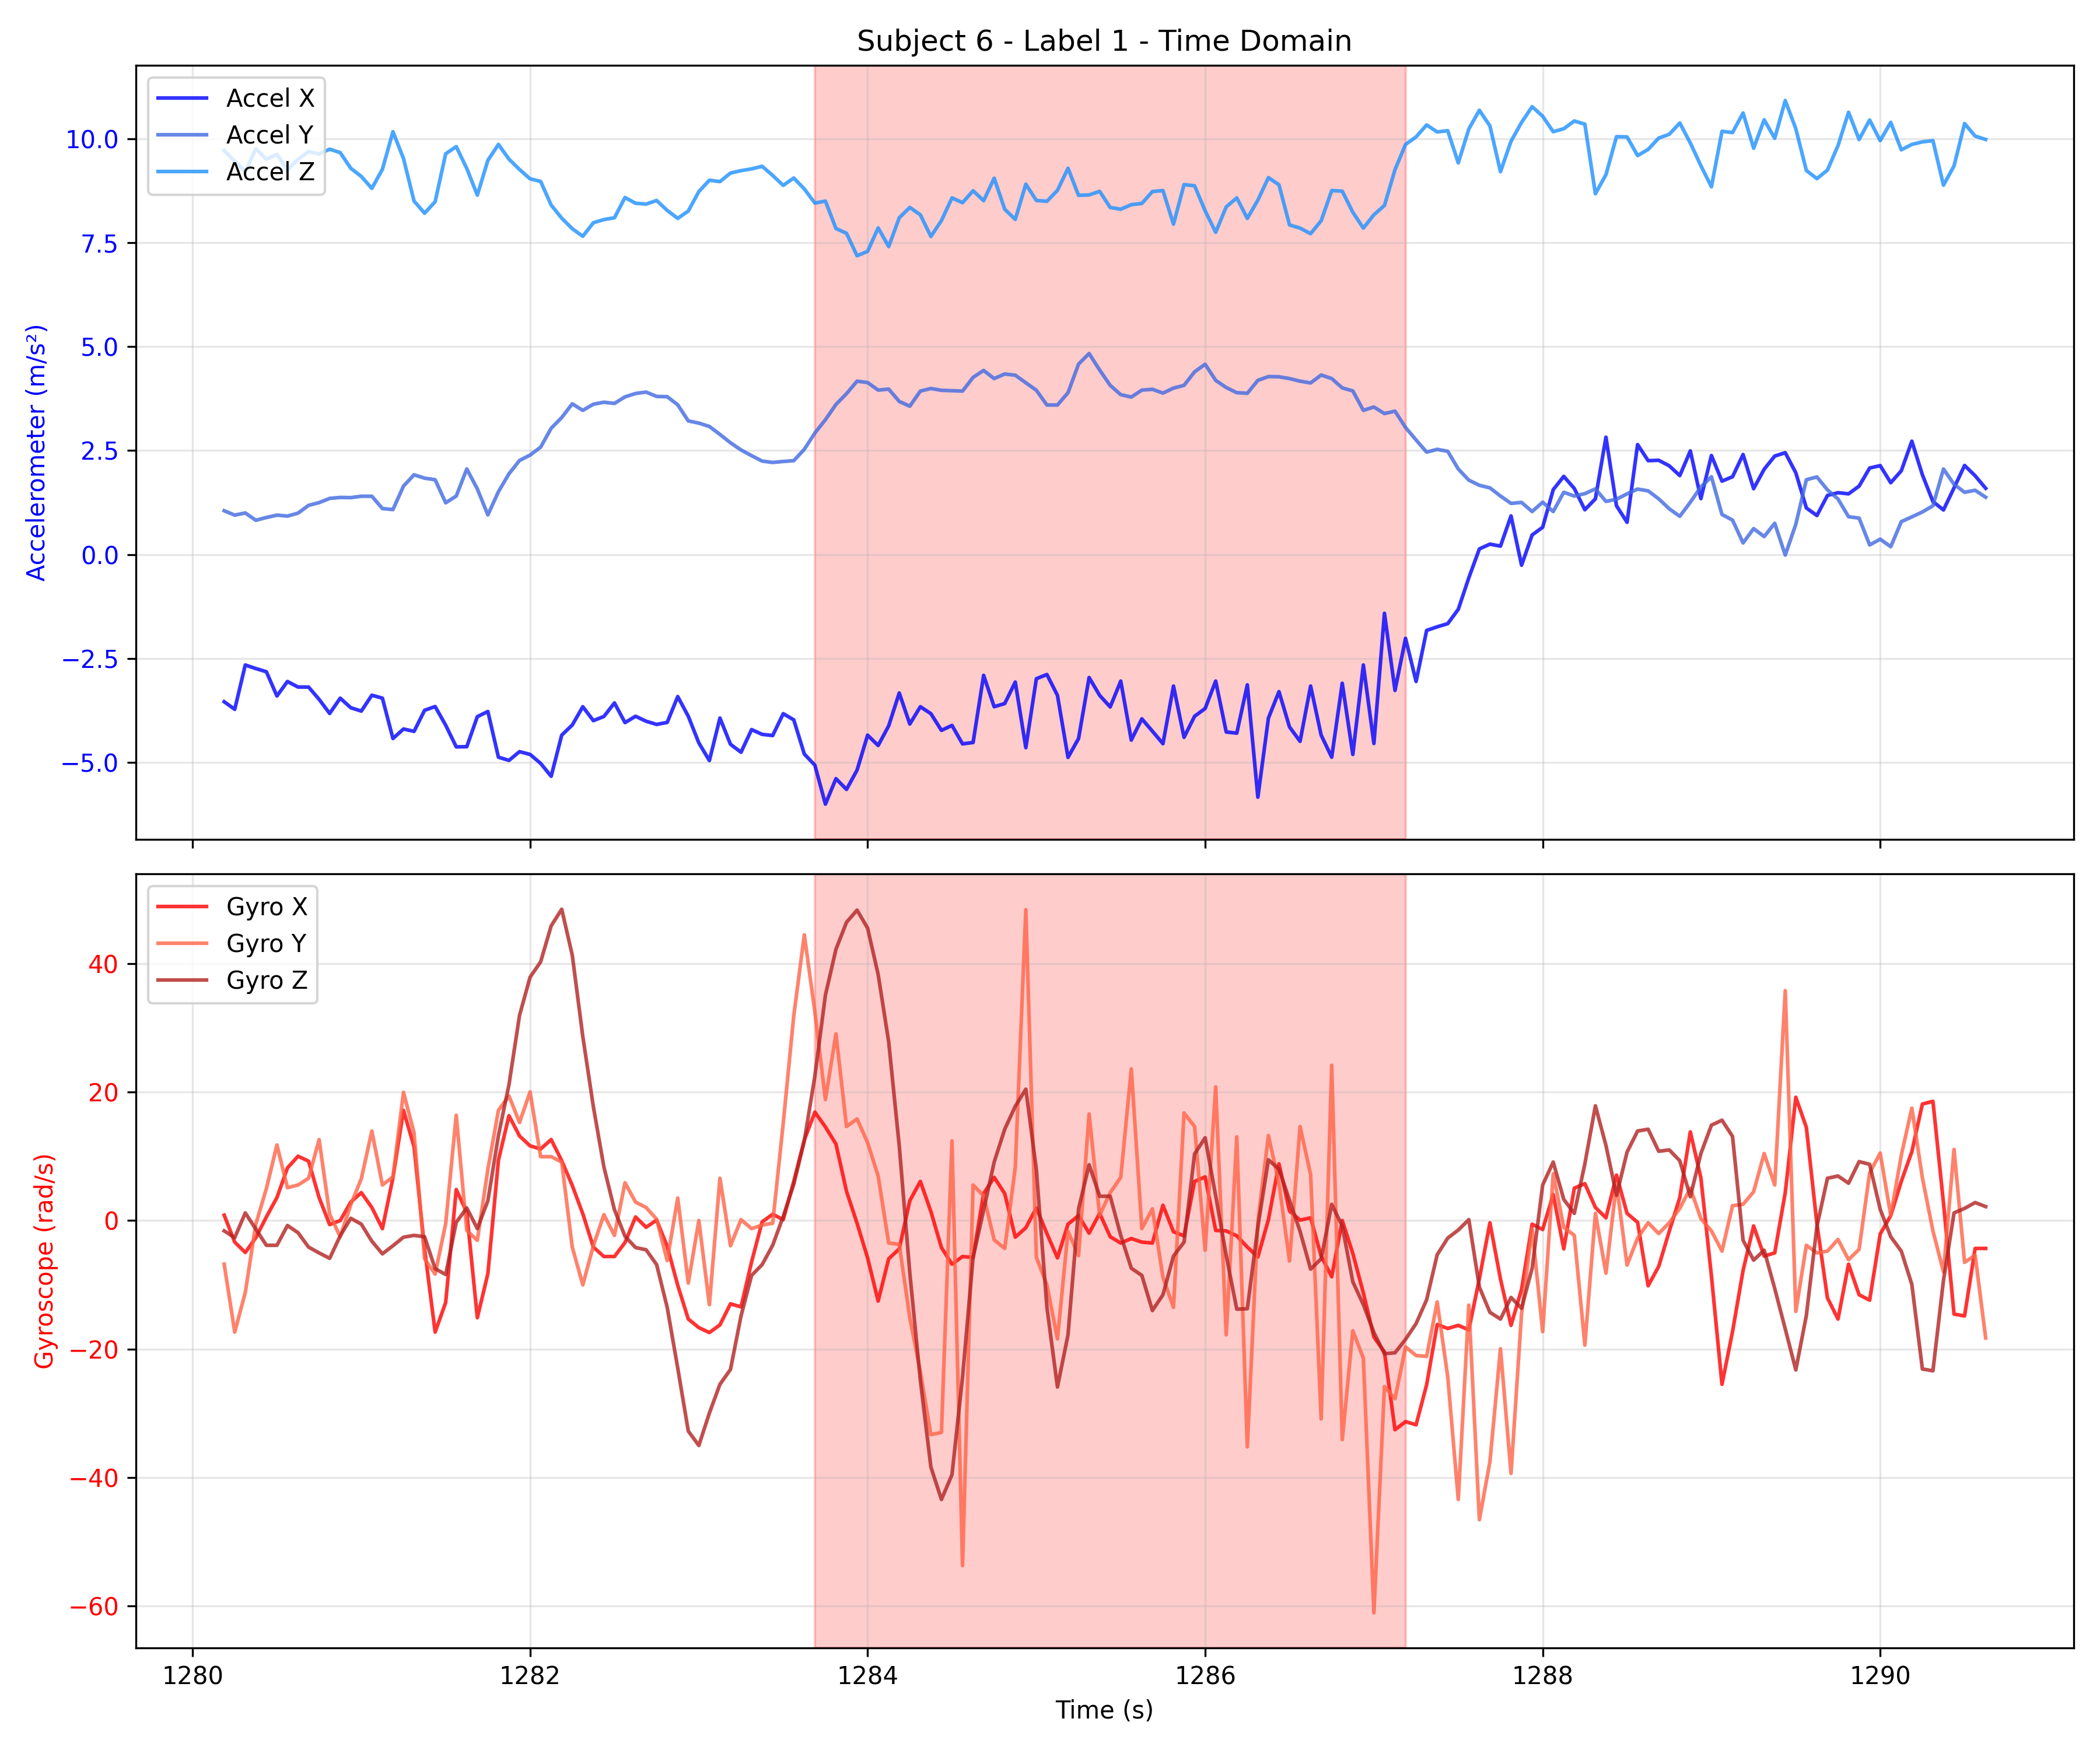 Subject 6 - Label 1 - Time Domain
Accel X
Accel Y
Accel Z
10.0
7.5
5.0
2.5
0.0
−2.5
−5.0
Accelerometer (m/s²)
Gyro X
Gyro Y
Gyro Z
40
20
0
−20
−40
−60
Gyroscope (rad/s)
1280
1282
1284
1286
1288
1290
Time (s)